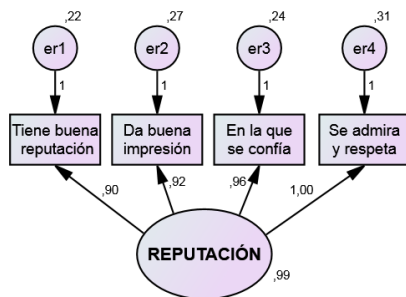 ,22
,27
,24
,31
er1
er2
er3
er4
1
1
1
1
Tiene buena
reputación
Da buena
impresión
En la que
se confía
Se admira
y respeta
,90
,92
,96
1,00
REPUTACIÓN
,99